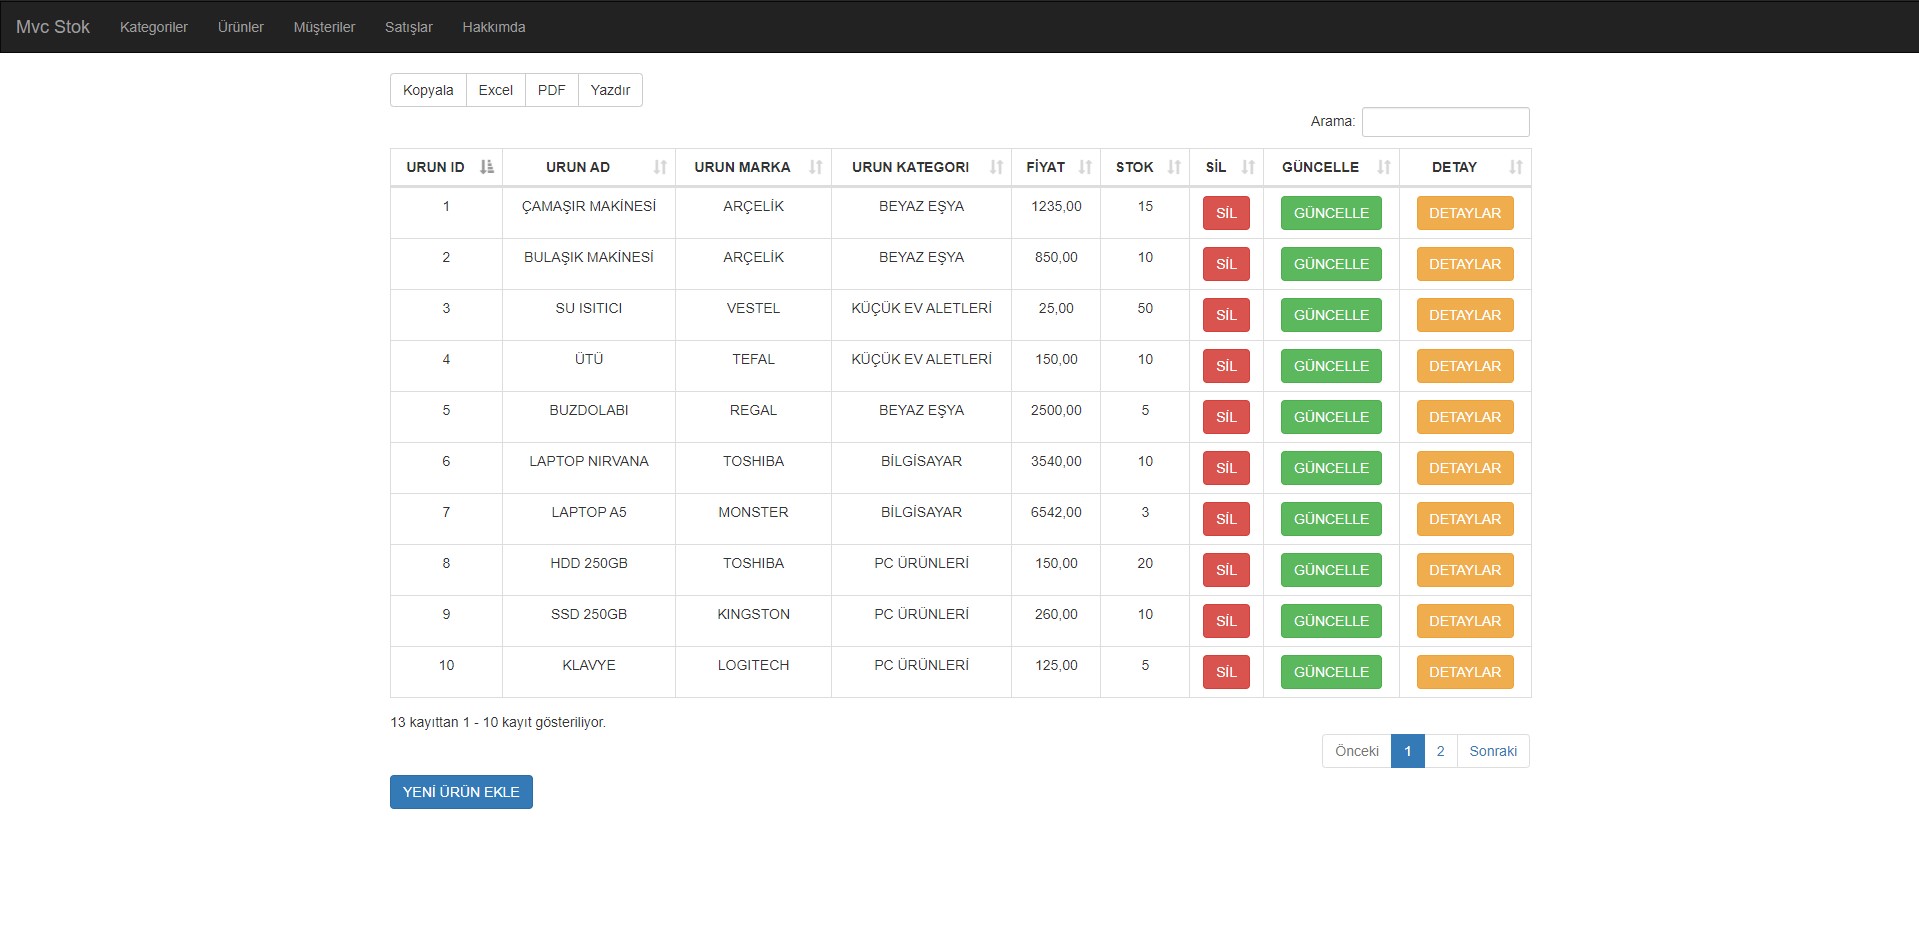 Mvc Stok Kategoriler Ürünler Müşteriler Satışlar Hakkımda
Kopyala Excel PDF Yazdır
Arama:
URUN ID URUN AD URUN MARKA URUN KATEGORI FİYAT STOK SİL GÜNCELLE DETAY
1 ÇAMAŞIR MAKİNESİ ARÇELİK BEYAZ EŞYA 1235,00 15 SİL GÜNCELLE DETAYLAR
2 BULAŞIK MAKİNESİ ARÇELİK BEYAZ EŞYA 850,00 10 SİL GÜNCELLE DETAYLAR
3 SU ISITICI VESTEL KÜÇÜK EV ALETLERİ 25,00 50 SİL GÜNCELLE DETAYLAR
4 ÜTÜ TEFAL KÜÇÜK EV ALETLERİ 150,00 10 SİL GÜNCELLE DETAYLAR
5 BUZDOLABI REGAL BEYAZ EŞYA 2500,00 5 SİL GÜNCELLE DETAYLAR
6 LAPTOP NIRVANA TOSHIBA BİLGİSAYAR 3540,00 10 SİL GÜNCELLE DETAYLAR
7 LAPTOP A5 MONSTER BİLGİSAYAR 6542,00 3 SİL GÜNCELLE DETAYLAR
8 HDD 250GB TOSHIBA PC ÜRÜNLERİ 150,00 20 SİL GÜNCELLE DETAYLAR
9 SSD 250GB KINGSTON PC ÜRÜNLERİ 260,00 10 SİL GÜNCELLE DETAYLAR
10 KLAVYE LOGITECH PC ÜRÜNLERİ 125,00 5 SİL GÜNCELLE DETAYLAR
13 kayıttan 1 - 10 kayıt gösteriliyor.
Önceki 1 2 Sonraki
YENİ ÜRÜN EKLE